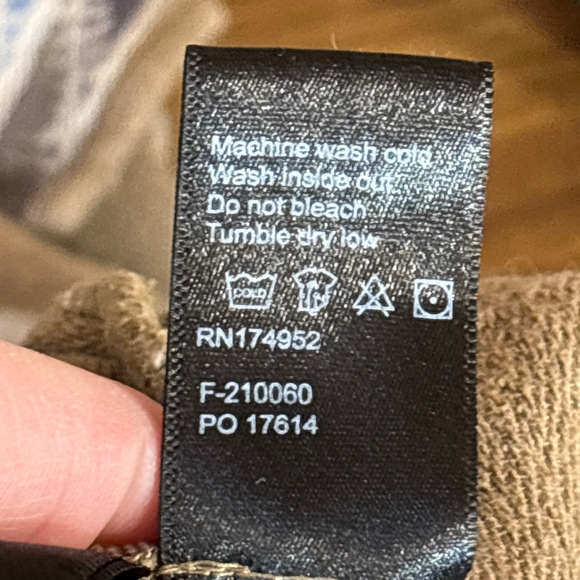 Machine wash cold
Wash inside out
Do not bleach
Tumble dry low
COLD
RN174952
F-210060
PO 17614